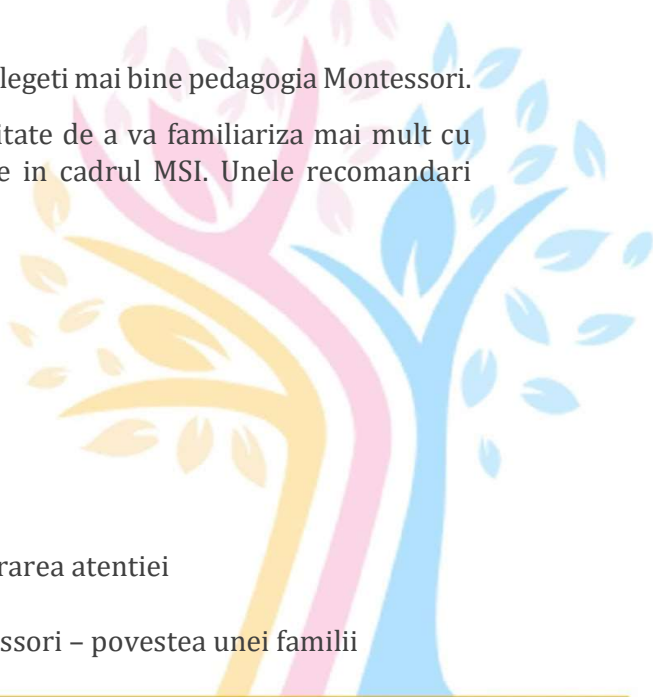 legeti mai bine pedagogia Montessori.
itate de a va familiariza mai mult cu
e in cadrul MSI. Unele recomandari
rarea atentiei
ssori – povestea unei familii